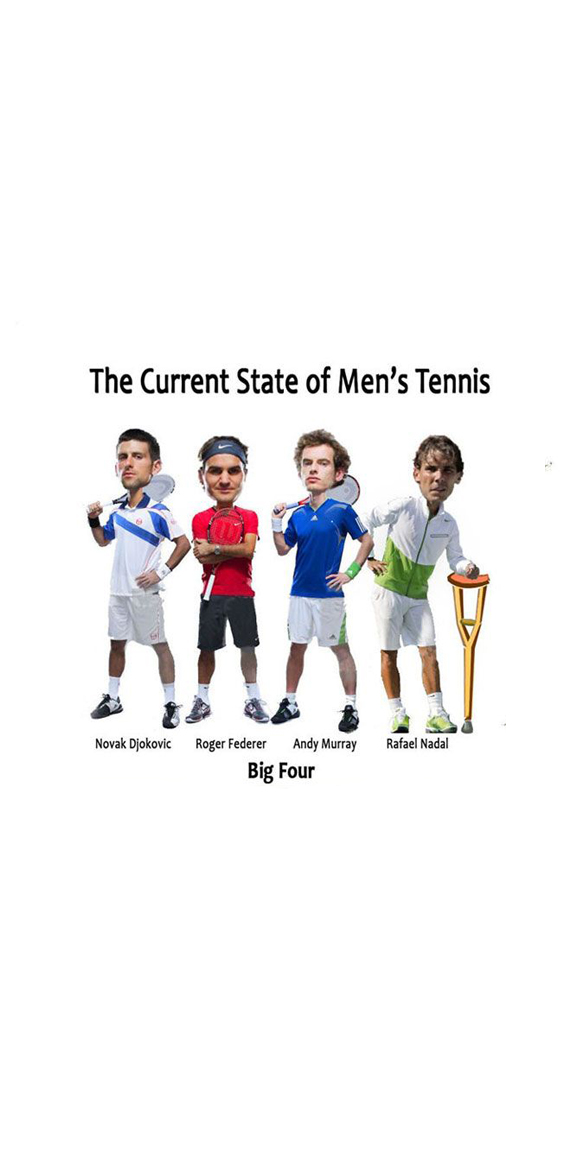 The Current State of Men's Tennis
Novak Djokovic Roger Federer Andy Murray Rafael Nadal
Big Four